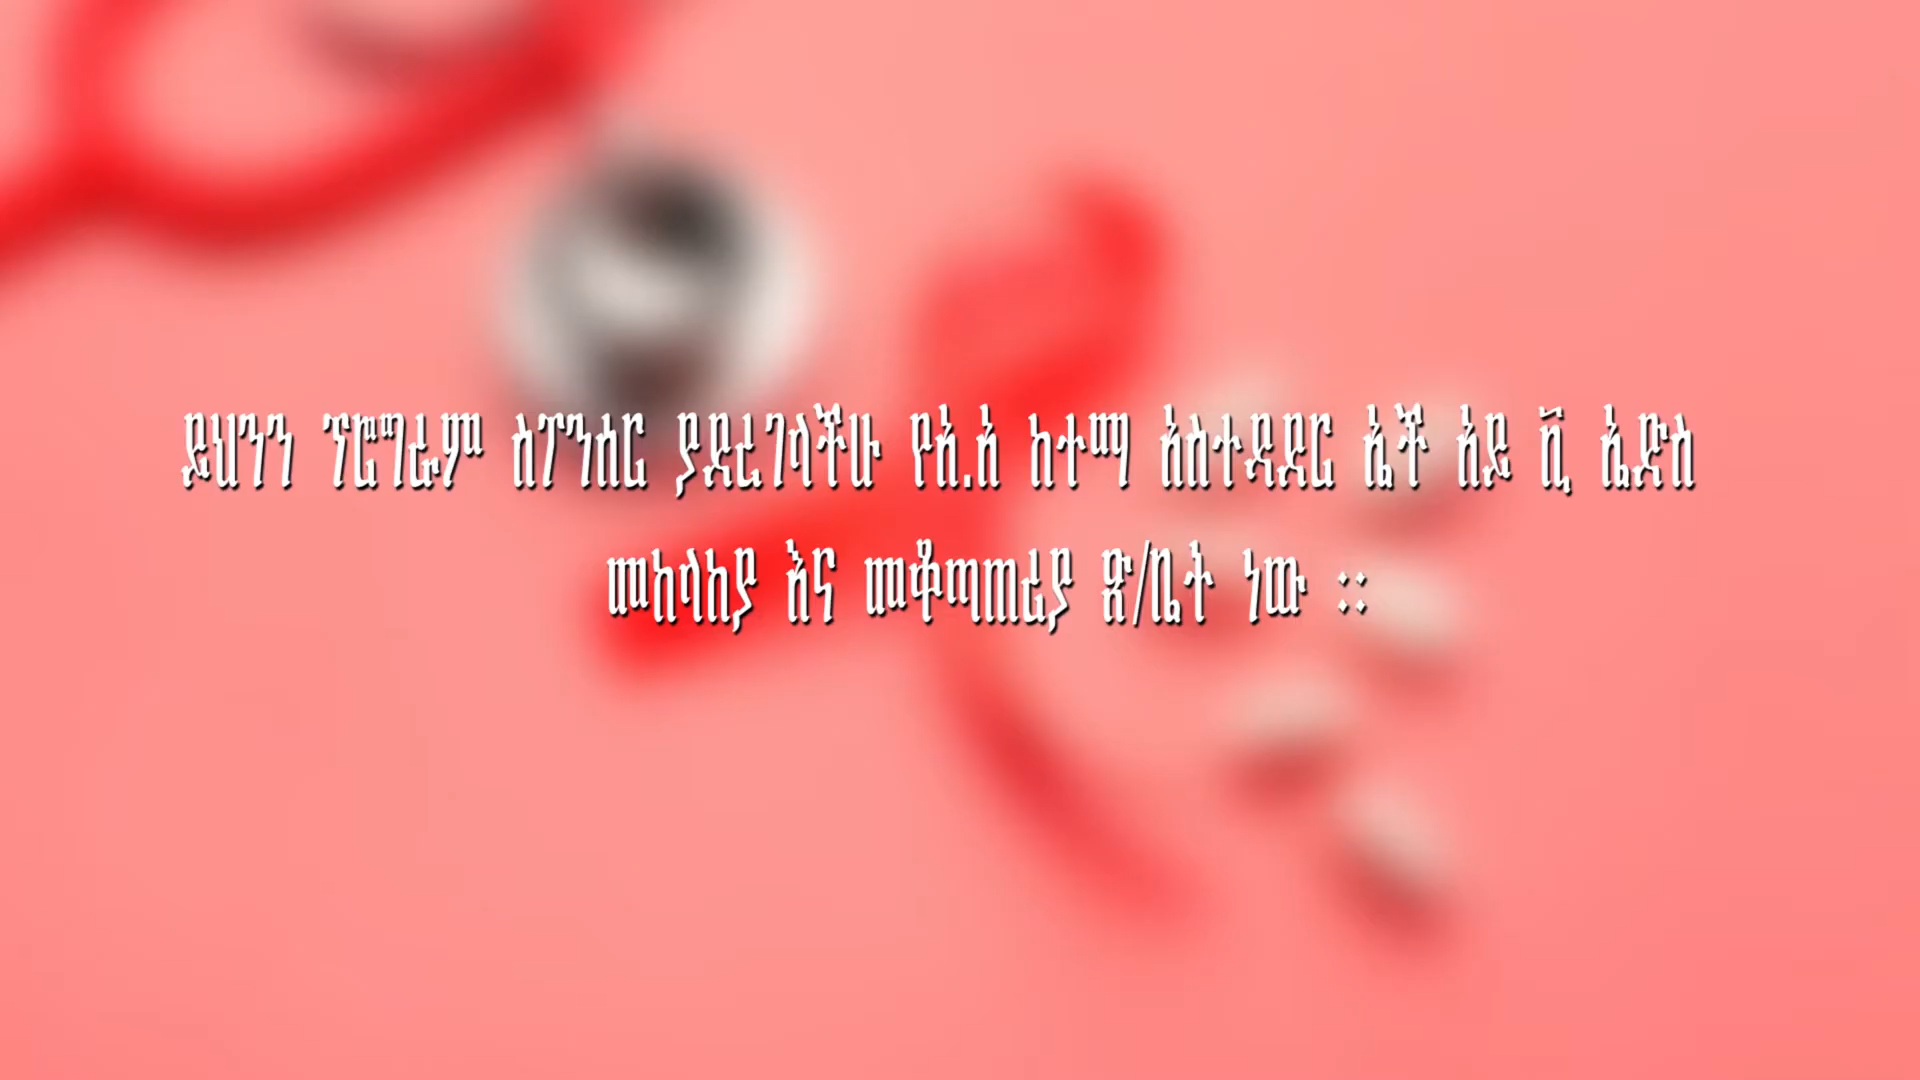 ይህንን ፕሮግራም ስፖንሰር ያደረገላችሁ የአ.አ ከተማ አስተዳደር ኤች አይ ቪ ኤድስ
መከላከያ እና መቆጣጠሪያ ጽ/ቤት ነው ፡፡